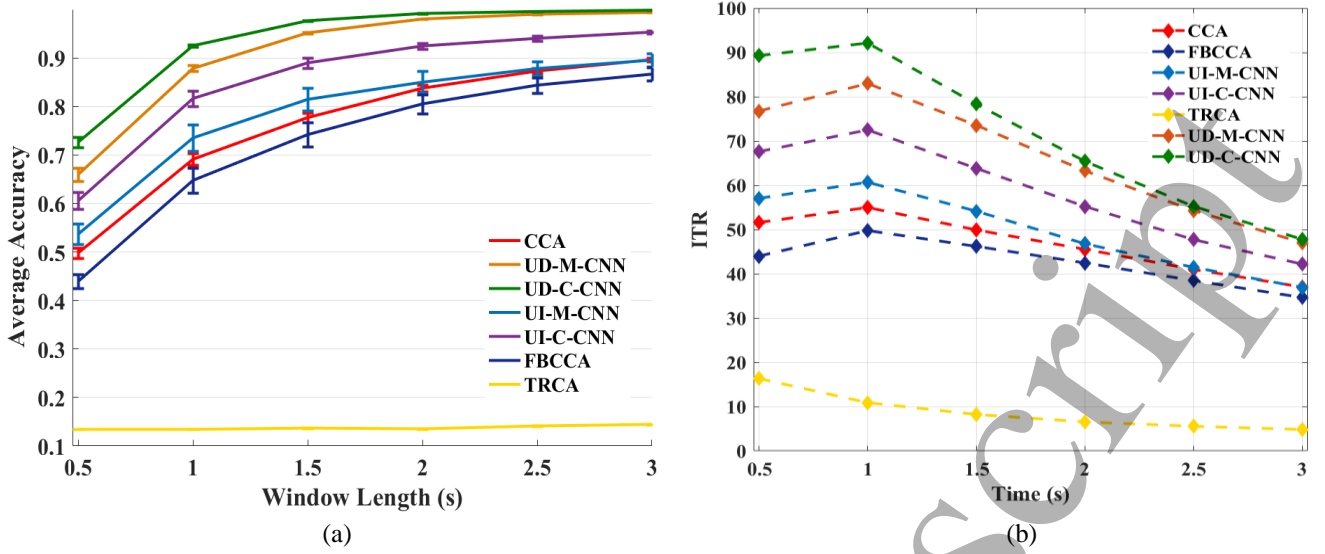 0.9
0.8
0.7
0.6
0.5
0.4
0.3
0.2
0.1
Average Accuracy
CCA
UD-M-CNN
UD-C-CNN
UI-M-CNN
UI-C-CNN
FBCCA
TRCA
0.5 1 1.5 2 2.5 3
Window Length (s)
(a)
100
90
80
70
60
50
40
30
20
10
0
ITR
CCA
FBCCA
UI-M-CNN
UI-C-CNN
TRCA
UD-M-CNN
UD-C-CNN
0.5 1 1.5 2 2.5 3
Time (s)
(b)
script